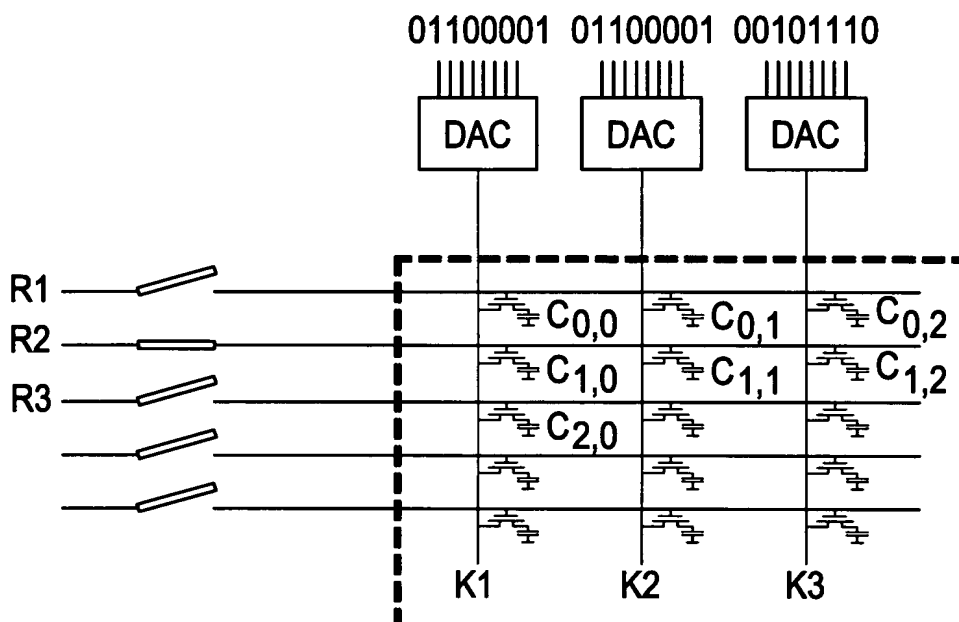 01100001 01100001 00101110
DAC DAC DAC
R1
C0,0 C0,1 C0,2
R2
C1,0 C1,1 C1,2
R3
C2,0
K1 K2 K3